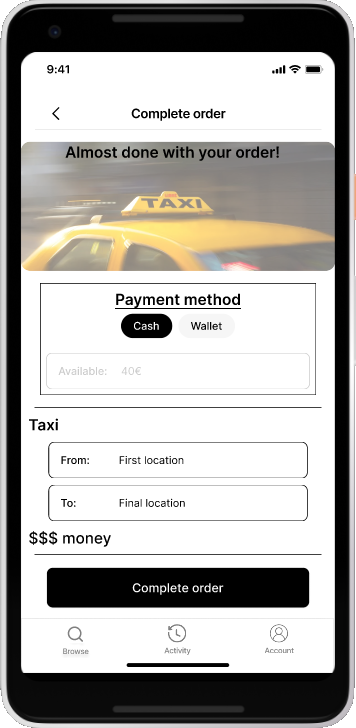 9:41
Complete order
Almost done with your order!
TAXI
Payment method
Cash Wallet
Available: 40€
Taxi
From: First location
To: Final location
$$$ money
Complete order
Browse Activity Account